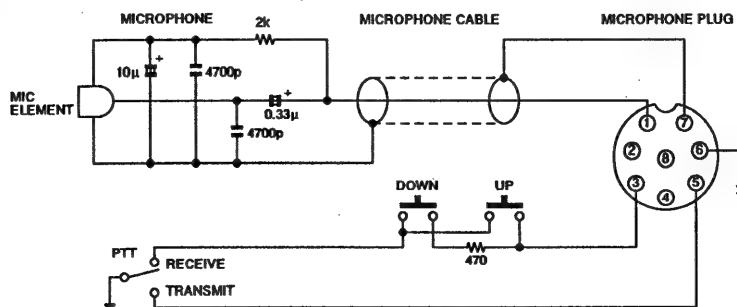 MICROPHONE
MICROPHONE CABLE
MICROPHONE PLUG
2k
10μ
+
4700p
+
0.33μ
4700p
MIC
ELEMENT
1
7
2
8
6
3
4
5
DOWN
UP
470
PTT
RECEIVE
TRANSMIT